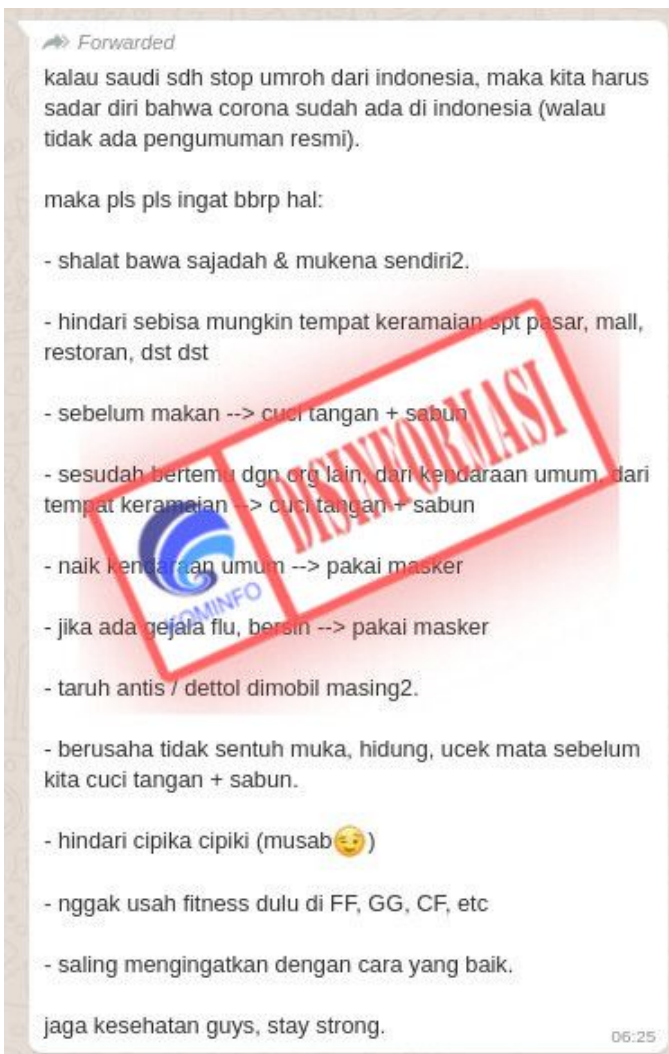 Forwarded
kalau saudi sdh stop umroh dari indonesia, maka kita harus
sadar diri bahwa corona sudah ada di indonesia (walau
tidak ada pengumuman resmi).
maka pls pls ingat bbrp hal:
- shalat bawa sajadah & mukena sendiri2.
- hindari sebisa mungkin tempat keramaian spt pasar, mall,
restoran, dst dst
- sebelum makan --> cuci tangan + sabun
- sesudah bertemu dgn org lain, dari kendaraan umum, dari
tempat keramaian --> cuci tangan + sabun
DISINFORMASI
KOMINFO
- naik kendaraan umum --> pakai masker
- jika ada gejala flu, bersin --> pakai masker
- taruh antis / dettol dimobil masing2.
- berusaha tidak sentuh muka, hidung, ucek mata sebelum
kita cuci tangan + sabun.
- hindari cipika cipiki (musab😉)
- nggak usah fitness dulu di FF, GG, CF, etc
- saling mengingatkan dengan cara yang baik.
jaga kesehatan guys, stay strong.
06:25